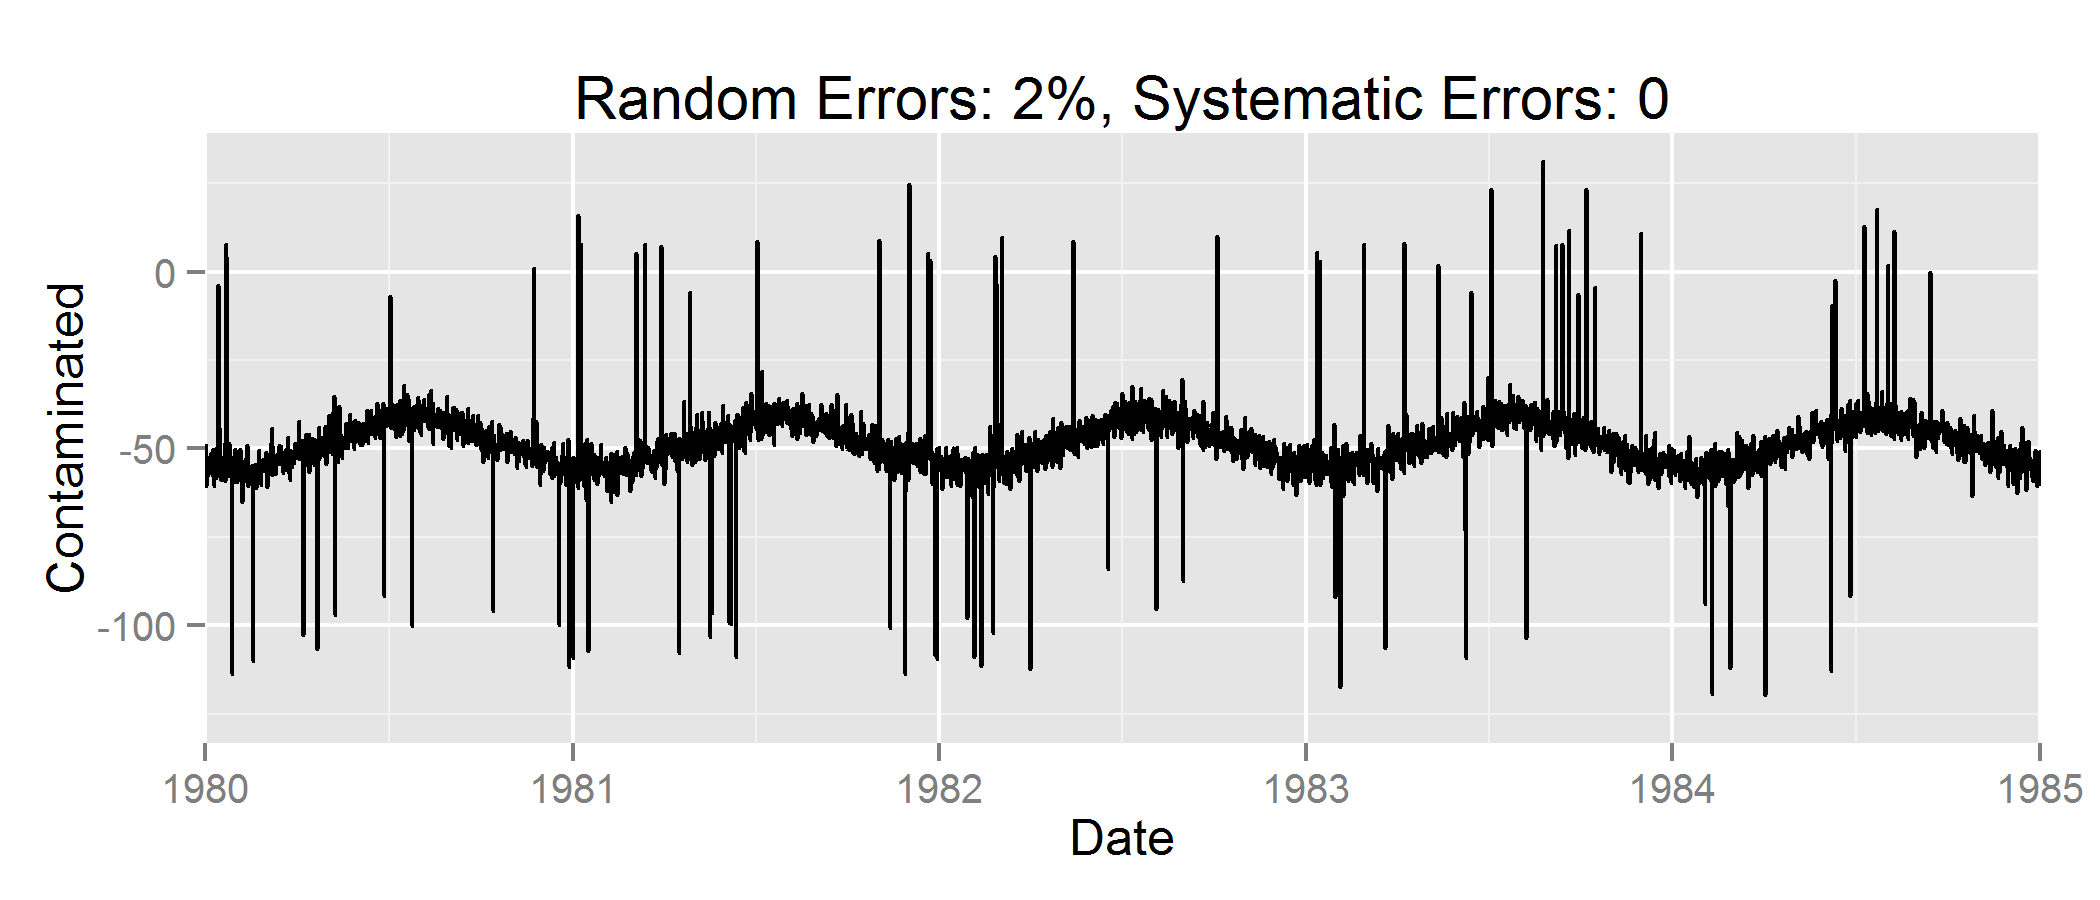 Random Errors: 2%, Systematic Errors: 0
Contaminated
0
-50
-100
1980 1981 1982 1983 1984 1985
Date